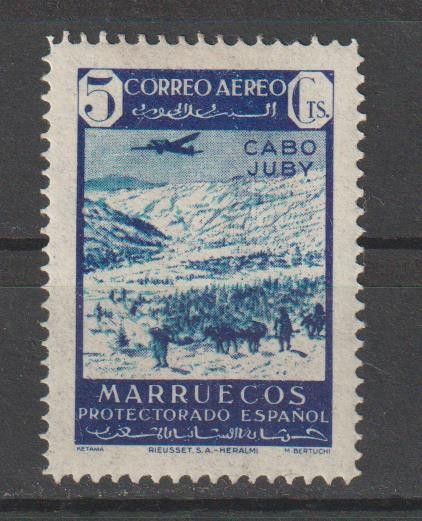 5 CORREO AEREO CTS.
CABO
JUBY
MARRUECOS
PROTECTORADO ESPAÑOL
KETAMA RIEUSSET, S.A.-HERALMI M. BERTUCHI